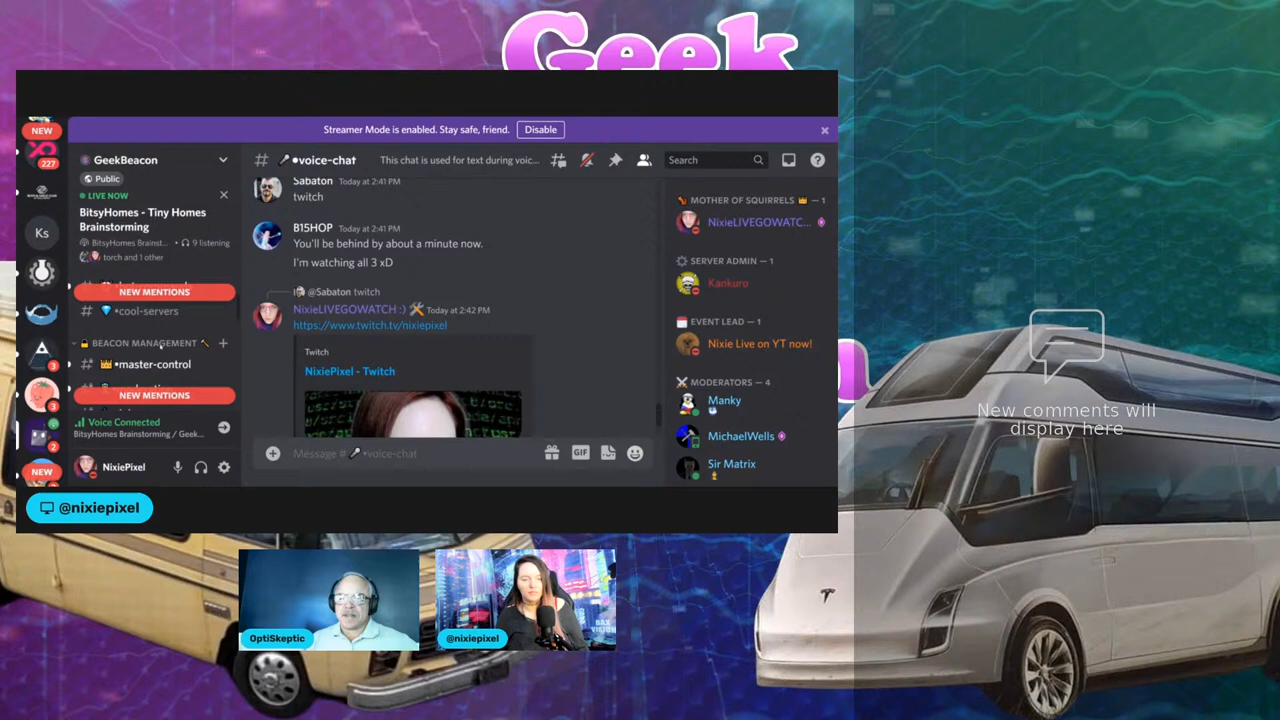 Geek
Streamer Mode is enabled. Stay safe, friend.
Disable
NEW
227
Ks
3
3
2
NEW
GeekBeacon
Public
LIVE NOW
BitsyHomes - Tiny Homes
Brainstorming
BitsyHomes Brainst... • 9 listening
torch and 1 other
NEW MENTIONS
# 💎•cool-servers
🔒 BEACON MANAGEMENT 🔨
# 👑•master-control
NEW MENTIONS
Voice Connected
BitsyHomes Brainstorming / Geek...
NixiePixel
# 🎤•voice-chat
This chat is used for text during voic...
Search
Sabaton Today at 2:41 PM
twitch
B15HOP Today at 2:41 PM
You'll be behind by about a minute now.
I'm watching all 3 xD
@Sabaton twitch
NixieLIVEGOWATCH :) 🛠 Today at 2:42 PM
https://www.twitch.tv/nixiepixel
Twitch
NixiePixel - Twitch
Message # 🎤•voice-chat
GIF
MOTHER OF SQUIRRELS 👑 — 1
NixieLIVEGOWATC...
SERVER ADMIN — 1
Kankuro
EVENT LEAD — 1
Nixie Live on YT now!
MODERATORS — 4
Manky
MichaelWells
Sir Matrix
@nixiepixel
OptiSkeptic
@nixiepixel
New comments will
display here